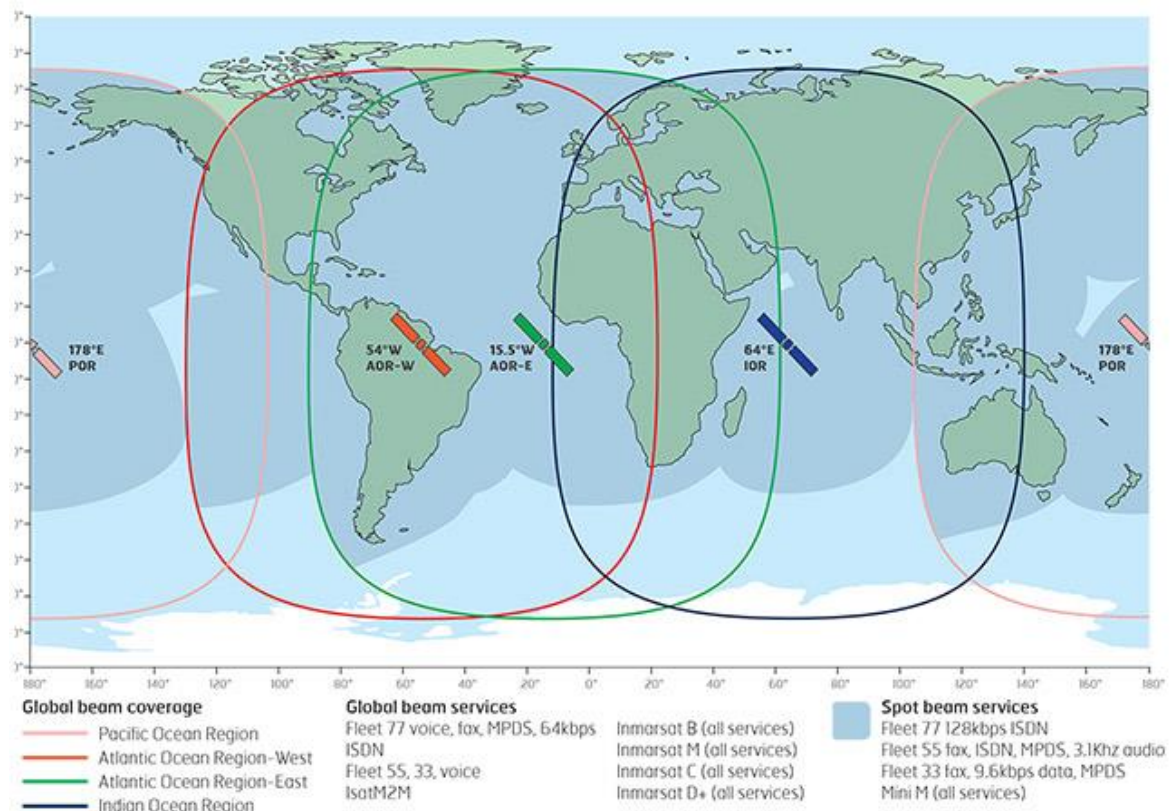 178°E
POR
54°W
AOR-W
15.5°W
AOR-E
64°E
IOR
178°E
POR
180° 160° 140° 120° 100° 80° 60° 40° 20° 0° 20° 40° 60° 80° 100° 120° 140° 160° 180°
Global beam coverage
Pacific Ocean Region
Atlantic Ocean Region-West
Atlantic Ocean Region-East
Indian Ocean Region
Global beam services
Fleet 77 voice, fax, MPDS, 64kbps
ISDN
Fleet 55, 33, voice
IsatM2M
Inmarsat B (all services)
Inmarsat M (all services)
Inmarsat C (all services)
Inmarsat D+ (all services)
Spot beam services
Fleet 77 128kbps ISDN
Fleet 55 fax, ISDN, MPDS, 3.1Khz audio
Fleet 33 fax, 9.6kbps data, MPDS
Mini M (all services)